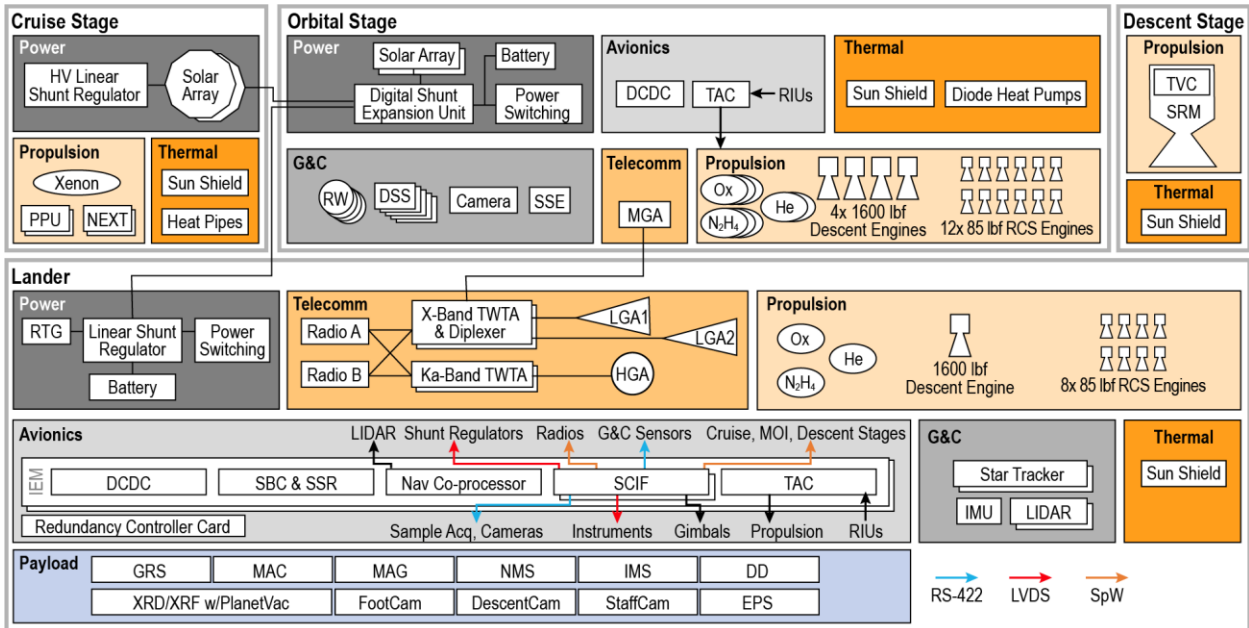 Cruise Stage
Power
HV Linear
Shunt Regulator
Solar
Array
Propulsion
Xenon
PPU
NEXT
Thermal
Sun Shield
Heat Pipes
Orbital Stage
Power
Solar Array
Battery
Digital Shunt
Expansion Unit
Power
Switching
Avionics
DCDC
TAC
RIUs
Thermal
Sun Shield
Diode Heat Pumps
G&C
RW
DSS
Camera
SSE
Telecomm
MGA
Propulsion
Ox
N₂H₄
He
4x 1600 lbf
Descent Engines
12x 85 lbf RCS Engines
Descent Stage
Propulsion
TVC
SRM
Thermal
Sun Shield
Lander
Power
RTG
Linear Shunt
Regulator
Power
Switching
Battery
Telecomm
Radio A
Radio B
X-Band TWTA
& Diplexer
Ka-Band TWTA
LGA1
LGA2
HGA
Propulsion
Ox
N₂H₄
He
1600 lbf
Descent Engine
8x 85 lbf RCS Engines
Avionics
LIDAR
Shunt Regulators
Radios
G&C Sensors
Cruise, MOI, Descent Stages
IEM
DCDC
SBC & SSR
Nav Co-processor
SCIF
TAC
Redundancy Controller Card
Sample Acq, Cameras
Instruments
Gimbals
Propulsion
RIUs
G&C
Star Tracker
IMU
LIDAR
Thermal
Sun Shield
Payload
GRS
MAC
MAG
NMS
IMS
DD
XRD/XRF w/PlanetVac
FootCam
DescentCam
StaffCam
EPS
RS-422
LVDS
SpW